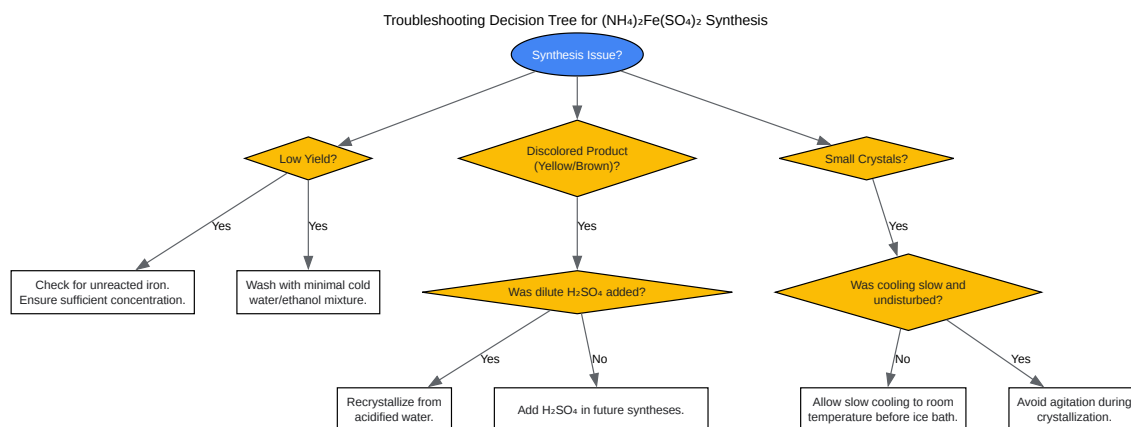 Troubleshooting Decision Tree for (NH₄)₂Fe(SO₄)₂ Synthesis
Synthesis Issue?
Low Yield?
Discolored Product
(Yellow/Brown)?
Small Crystals?
Yes
Yes
Yes
Yes
Check for unreacted iron.
Ensure sufficient concentration.
Wash with minimal cold
water/ethanol mixture.
Was dilute H₂SO₄ added?
Was cooling slow and
undisturbed?
Yes
No
No
Yes
Recrystallize from
acidified water.
Add H₂SO₄ in future syntheses.
Allow slow cooling to room
temperature before ice bath.
Avoid agitation during
crystallization.